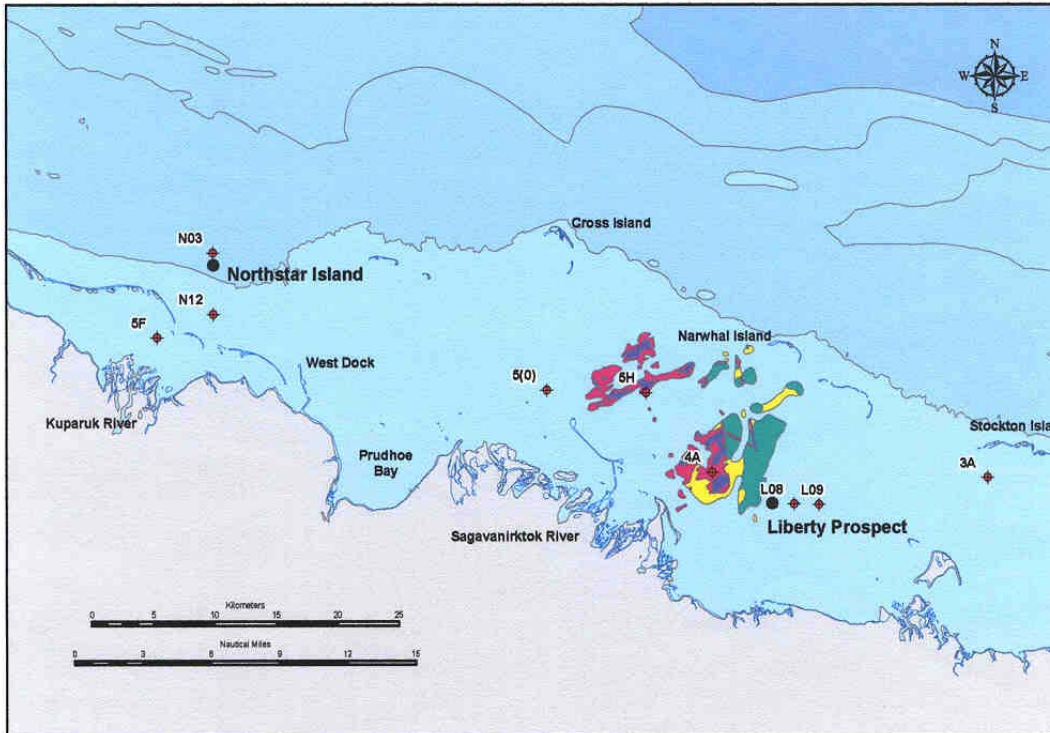 N
W E
S
Cross Island
N03
Northstar Island
N12
5F
Narwhal Island
West Dock
5(0)
5H
Kuparuk River
Stockton Isla
Prudhoe
Bay
4A
3A
L08 L09
Liberty Prospect
Sagavanirktok River
Kilometers
0 5 10 15 20 25
Nautical Miles
0 3 6 9 12 15